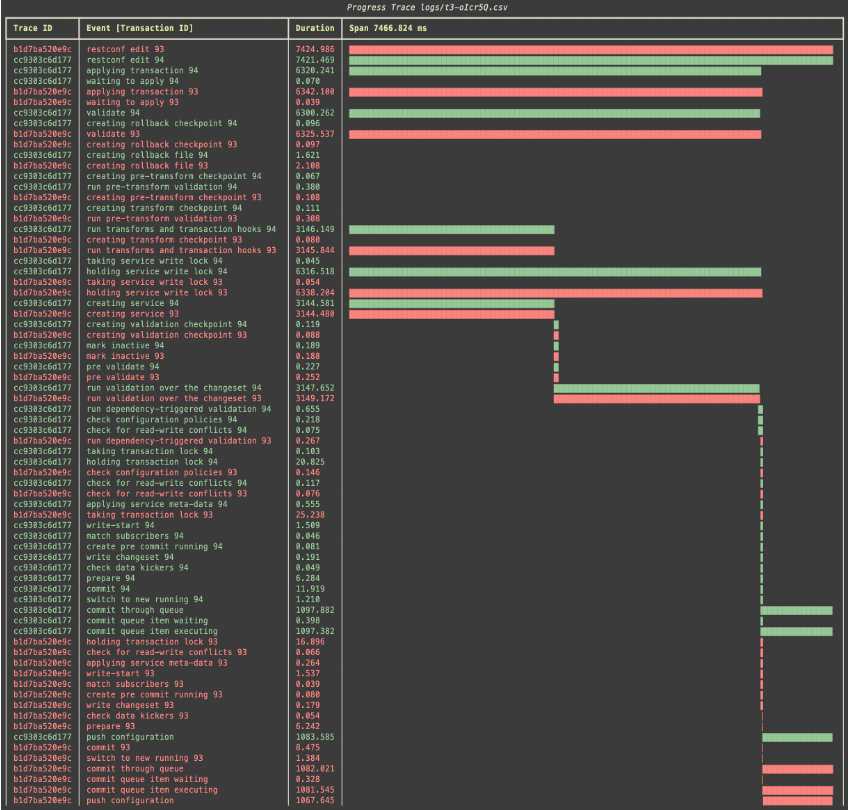 Progress Trace logs/t3-oIcr5Q.csv
Trace ID Event [Transaction ID] Duration Span 7466.824 ms
b1d7ba520e9c restconf edit 93 7424.986
cc9303c6d177 restconf edit 94 7421.469
cc9303c6d177 applying transaction 94 6320.241
cc9303c6d177 waiting to apply 94 0.070
b1d7ba520e9c applying transaction 93 6342.100
b1d7ba520e9c waiting to apply 93 0.039
cc9303c6d177 validate 94 6300.262
cc9303c6d177 creating rollback checkpoint 94 0.096
b1d7ba520e9c validate 93 6325.537
b1d7ba520e9c creating rollback checkpoint 93 0.097
cc9303c6d177 creating rollback file 94 1.621
b1d7ba520e9c creating rollback file 93 2.108
cc9303c6d177 creating pre-transform checkpoint 94 0.067
cc9303c6d177 run pre-transform validation 94 0.380
b1d7ba520e9c creating pre-transform checkpoint 93 0.108
cc9303c6d177 creating transform checkpoint 94 0.111
b1d7ba520e9c run pre-transform validation 93 0.308
cc9303c6d177 run transforms and transaction hooks 94 3146.149
b1d7ba520e9c creating transform checkpoint 93 0.080
b1d7ba520e9c run transforms and transaction hooks 93 3145.844
cc9303c6d177 taking service write lock 94 0.045
cc9303c6d177 holding service write lock 94 6316.518
b1d7ba520e9c taking service write lock 93 0.054
b1d7ba520e9c holding service write lock 93 6338.204
cc9303c6d177 creating service 94 3144.581
b1d7ba520e9c creating service 93 3144.480
cc9303c6d177 creating validation checkpoint 94 0.119
b1d7ba520e9c creating validation checkpoint 93 0.088
cc9303c6d177 mark inactive 94 0.189
b1d7ba520e9c mark inactive 93 0.188
cc9303c6d177 pre validate 94 0.227
b1d7ba520e9c pre validate 93 0.252
cc9303c6d177 run validation over the changeset 94 3147.652
b1d7ba520e9c run validation over the changeset 93 3149.172
cc9303c6d177 run dependency-triggered validation 94 0.655
cc9303c6d177 check configuration policies 94 0.218
cc9303c6d177 check for read-write conflicts 94 0.075
b1d7ba520e9c run dependency-triggered validation 93 0.267
cc9303c6d177 taking transaction lock 94 0.103
cc9303c6d177 holding transaction lock 94 20.825
b1d7ba520e9c check configuration policies 93 0.146
cc9303c6d177 check for read-write conflicts 94 0.117
b1d7ba520e9c check for read-write conflicts 93 0.076
cc9303c6d177 applying service meta-data 94 0.555
b1d7ba520e9c taking transaction lock 93 25.238
cc9303c6d177 write-start 94 1.509
cc9303c6d177 match subscribers 94 0.046
cc9303c6d177 create pre commit running 94 0.081
cc9303c6d177 write changeset 94 0.191
cc9303c6d177 check data kickers 94 0.049
cc9303c6d177 prepare 94 6.284
cc9303c6d177 commit 94 11.919
cc9303c6d177 switch to new running 94 1.210
cc9303c6d177 commit through queue 1097.882
cc9303c6d177 commit queue item waiting 0.398
cc9303c6d177 commit queue item executing 1097.382
b1d7ba520e9c holding transaction lock 93 16.896
b1d7ba520e9c check for read-write conflicts 93 0.066
b1d7ba520e9c applying service meta-data 93 0.264
b1d7ba520e9c write-start 93 1.537
b1d7ba520e9c match subscribers 93 0.039
b1d7ba520e9c create pre commit running 93 0.080
b1d7ba520e9c write changeset 93 0.179
b1d7ba520e9c check data kickers 93 0.054
b1d7ba520e9c prepare 93 6.242
cc9303c6d177 push configuration 1083.585
b1d7ba520e9c commit 93 8.475
b1d7ba520e9c switch to new running 93 1.384
b1d7ba520e9c commit through queue 1082.021
b1d7ba520e9c commit queue item waiting 0.328
b1d7ba520e9c commit queue item executing 1081.545
b1d7ba520e9c push configuration 1067.645